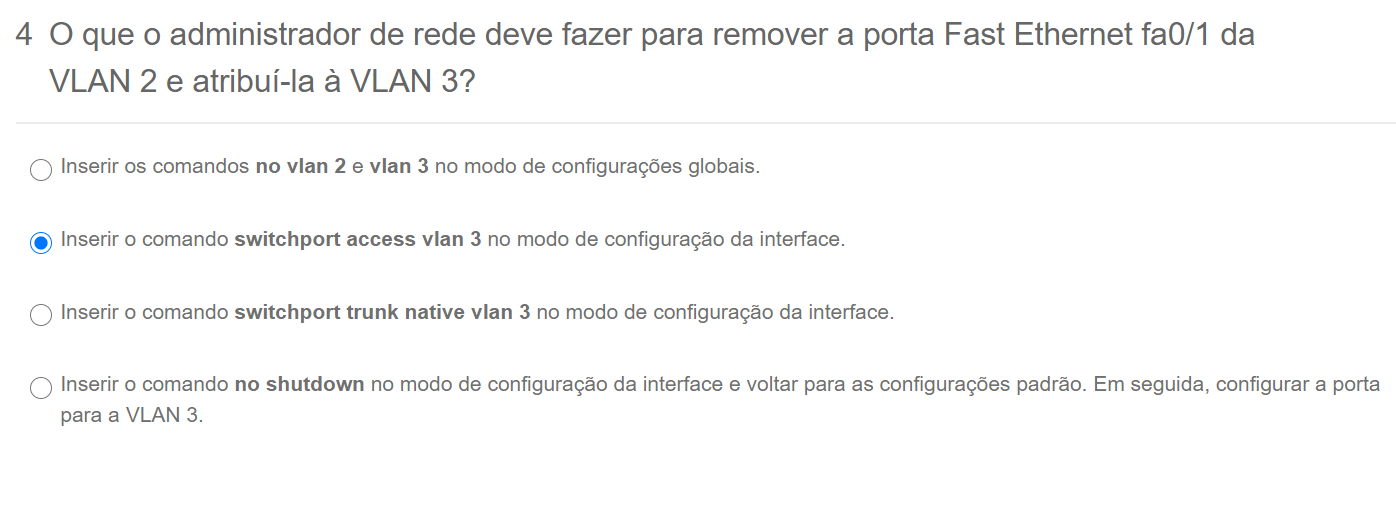 4 O que o administrador de rede deve fazer para remover a porta Fast Ethernet fa0/1 da
VLAN 2 e atribuí-la à VLAN 3?
Inserir os comandos no vlan 2 e vlan 3 no modo de configurações globais.
Inserir o comando switchport access vlan 3 no modo de configuração da interface.
Inserir o comando switchport trunk native vlan 3 no modo de configuração da interface.
Inserir o comando no shutdown no modo de configuração da interface e voltar para as configurações padrão. Em seguida, configurar a porta
para a VLAN 3.